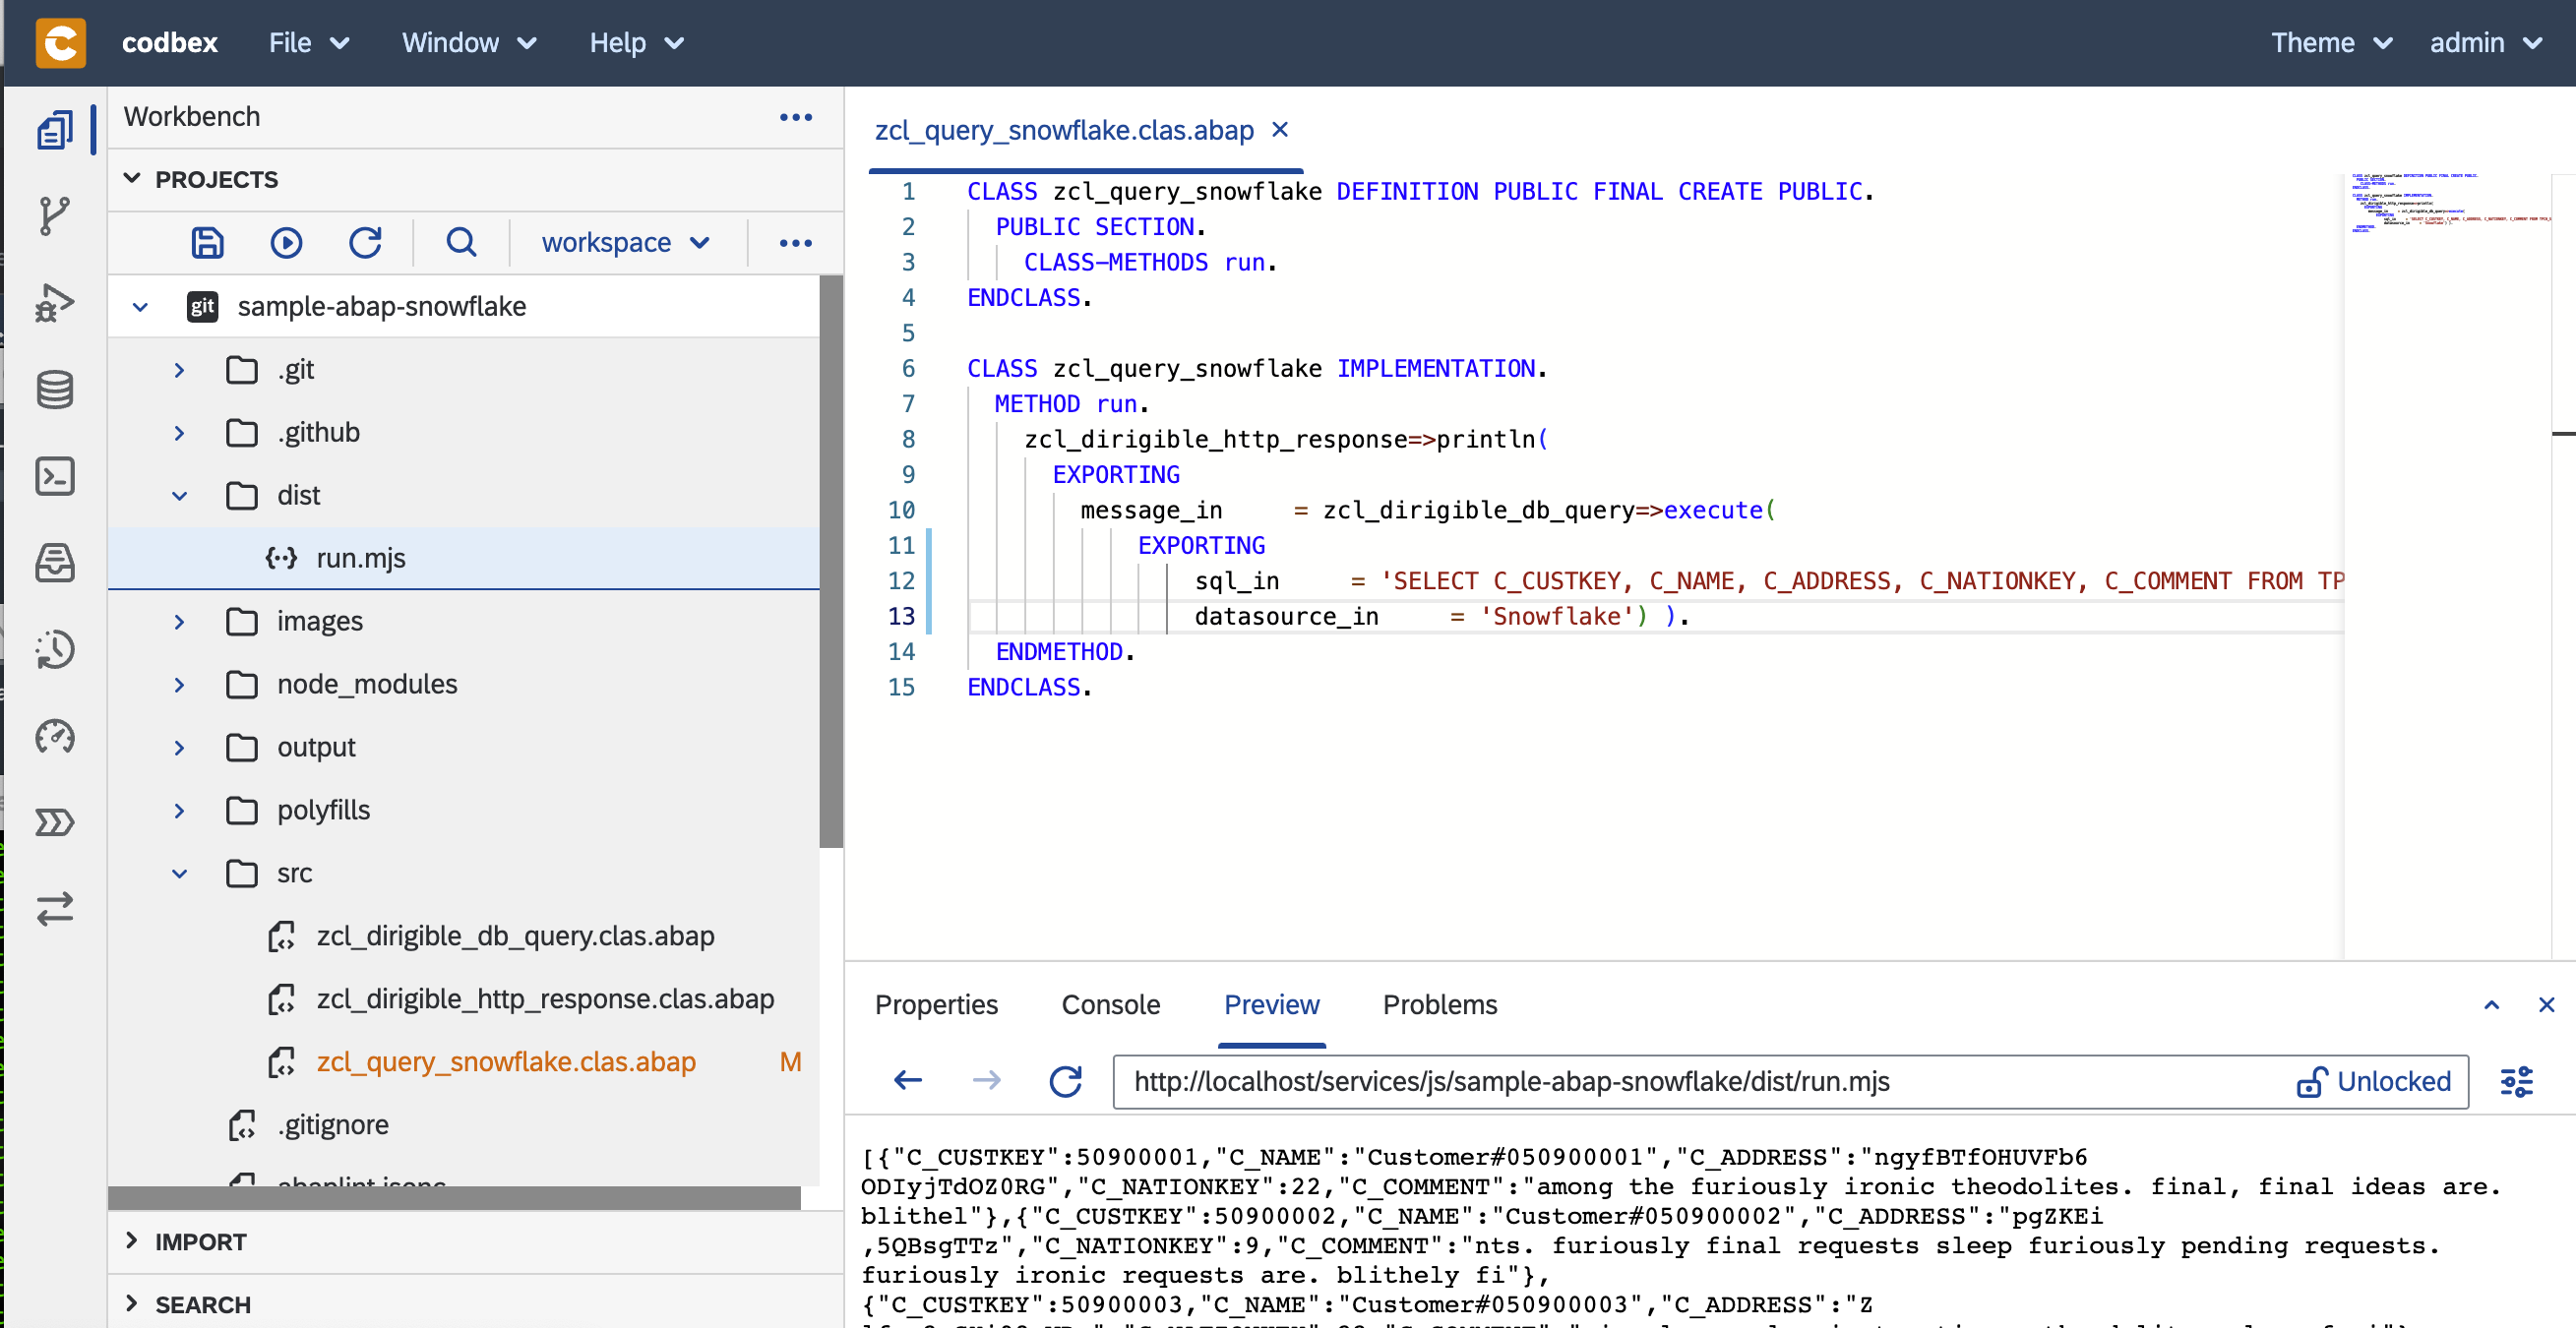 codbex File Window Help Theme admin
Workbench
PROJECTS
workspace
git sample-abap-snowflake
.git
.github
dist
{··} run.mjs
images
node_modules
output
polyfills
src
zcl_dirigible_db_query.clas.abap
zcl_dirigible_http_response.clas.abap
zcl_query_snowflake.clas.abap M
.gitignore
abaplint.jsonc
IMPORT
SEARCH
zcl_query_snowflake.clas.abap
1 CLASS zcl_query_snowflake DEFINITION PUBLIC FINAL CREATE PUBLIC.
2 PUBLIC SECTION.
3 CLASS-METHODS run.
4 ENDCLASS.
5
6 CLASS zcl_query_snowflake IMPLEMENTATION.
7 METHOD run.
8 zcl_dirigible_http_response=>println(
9 EXPORTING
10 message_in = zcl_dirigible_db_query=>execute(
11 EXPORTING
12 sql_in = 'SELECT C_CUSTKEY, C_NAME, C_ADDRESS, C_NATIONKEY, C_COMMENT FROM TP
13 datasource_in = 'Snowflake') ).
14 ENDMETHOD.
15 ENDCLASS.
Properties Console Preview Problems
http://localhost/services/js/sample-abap-snowflake/dist/run.mjs Unlocked
[{"C_CUSTKEY":50900001,"C_NAME":"Customer#050900001","C_ADDRESS":"ngyfBTfOHUVFb6
ODIyjTdOZ0RG","C_NATIONKEY":22,"C_COMMENT":"among the furiously ironic theodolites. final, final ideas are.
blithel"},{"C_CUSTKEY":50900002,"C_NAME":"Customer#050900002","C_ADDRESS":"pgZKEi
,5QBsgTTz","C_NATIONKEY":9,"C_COMMENT":"nts. furiously final requests sleep furiously pending requests.
furiously ironic requests are. blithely fi"},
{"C_CUSTKEY":50900003,"C_NAME":"Customer#050900003","C_ADDRESS":"Z